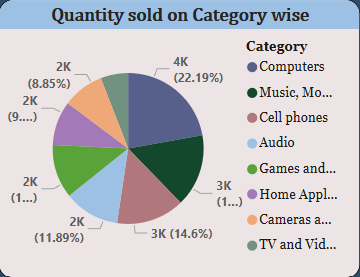 Quantity sold on Category wise
4K
(22.19%)
3K
(1...)
3K (14.6%)
2K
(11.89%)
2K
(1...)
2K
(9....)
2K
(8.85%)
Category
Computers
Music, Mo...
Cell phones
Audio
Games and...
Home Appl...
Cameras a...
TV and Vid...